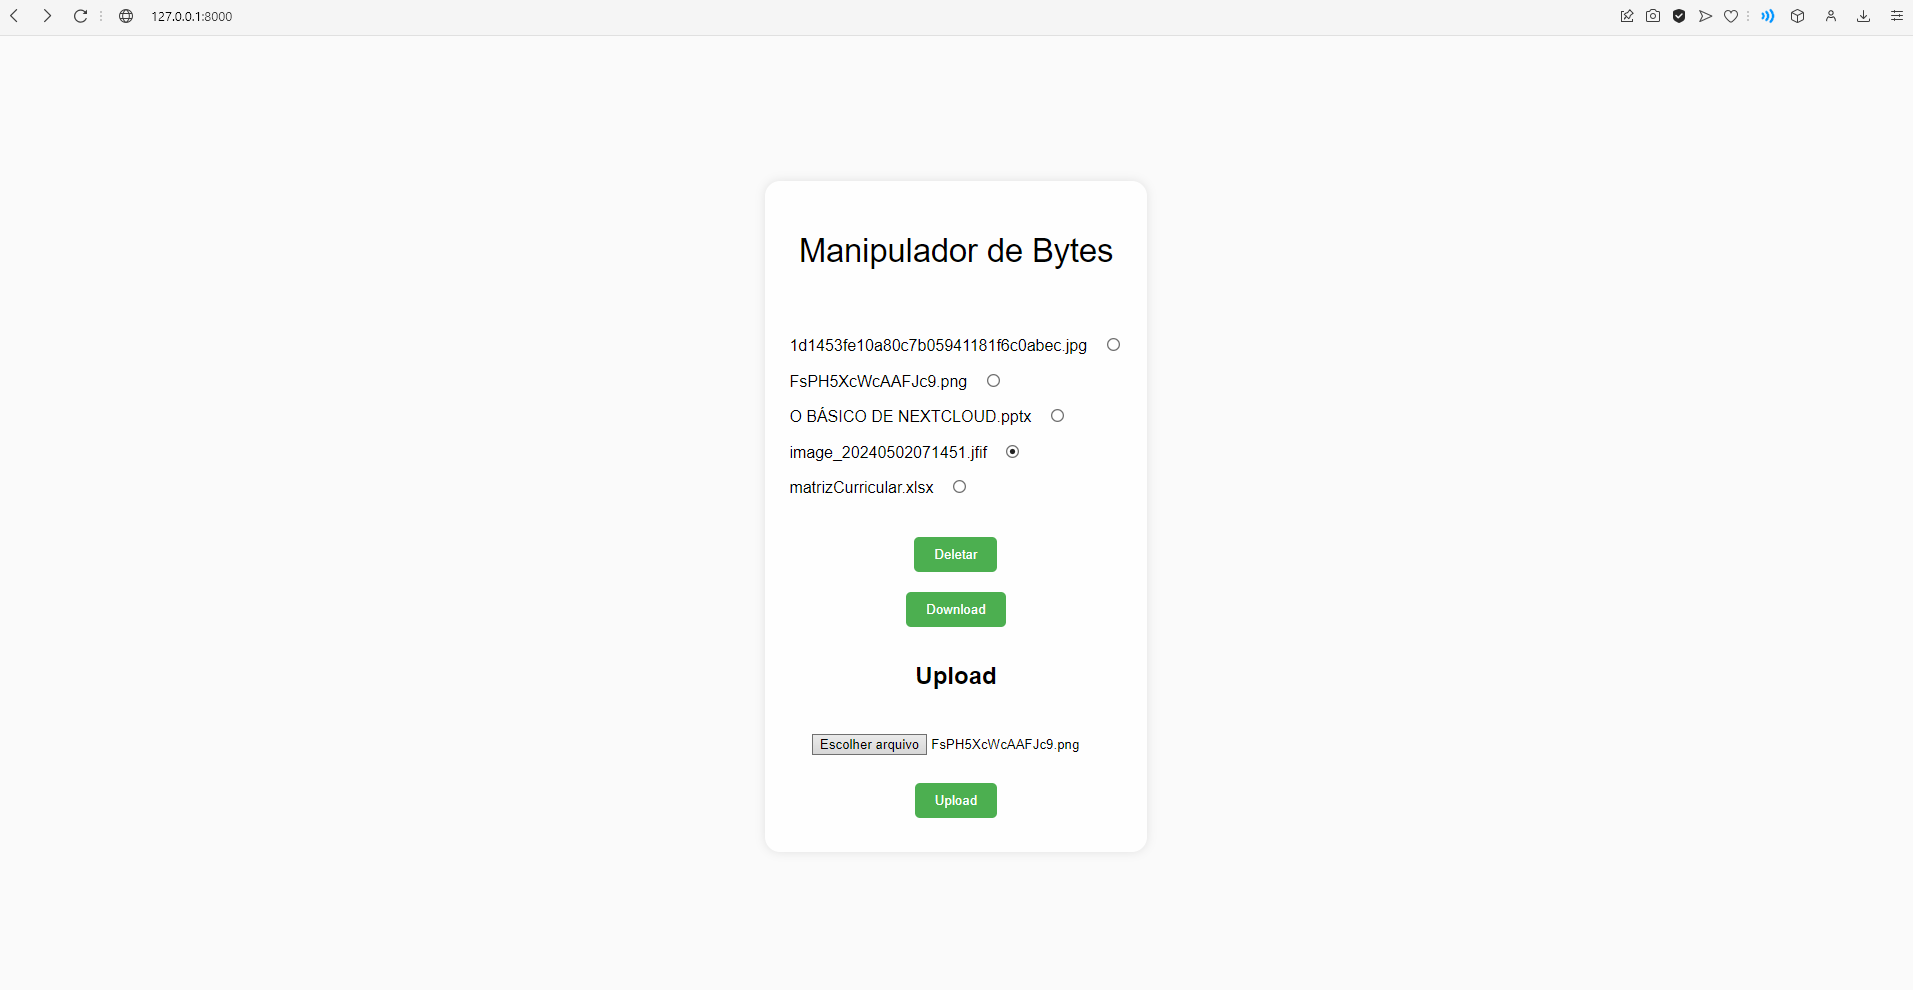 127.0.0.1:8000
Manipulador de Bytes
1d1453fe10a80c7b05941181f6c0abec.jpg
FsPH5XcWcAAFJc9.png
O BÁSICO DE NEXTCLOUD.pptx
image_20240502071451.jfif
matrizCurricular.xlsx
Deletar
Download
Upload
Escolher arquivo FsPH5XcWcAAFJc9.png
Upload